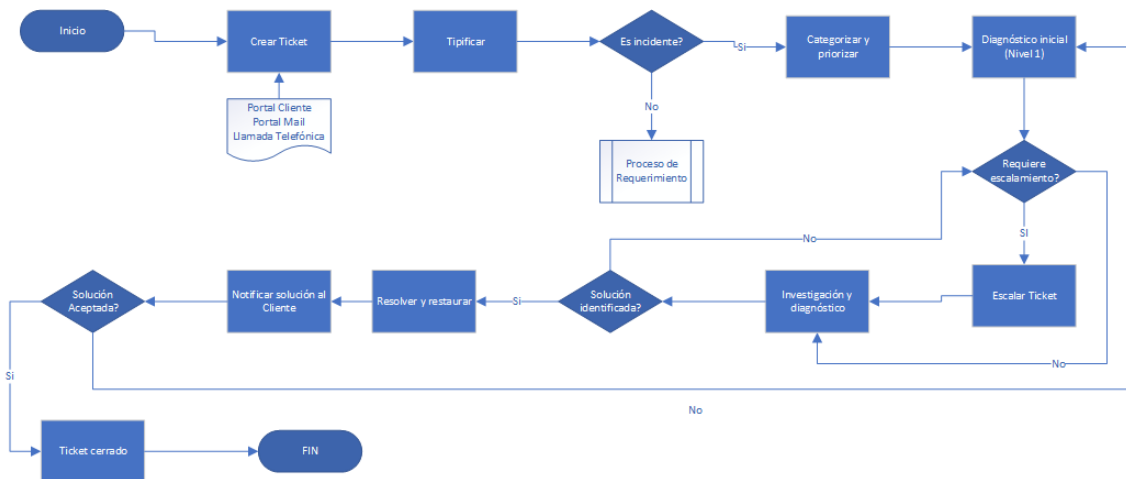 Inicio
Crear Ticket
Tipificar
Es incidente?
Si
Categorizar y
priorizar
Diagnóstico inicial
(Nivel 1)
Portal Cliente
Portal Mail
Llamada Telefónica
No
Proceso de
Requerimiento
Requiere
escalamiento?
No
SI
Solución
Aceptada?
Notificar solución al
Cliente
Resolver y restaurar
Si
Solución
identificada?
Investigación y
diagnóstico
Escalar Ticket
No
Si
No
Ticket cerrado
FIN